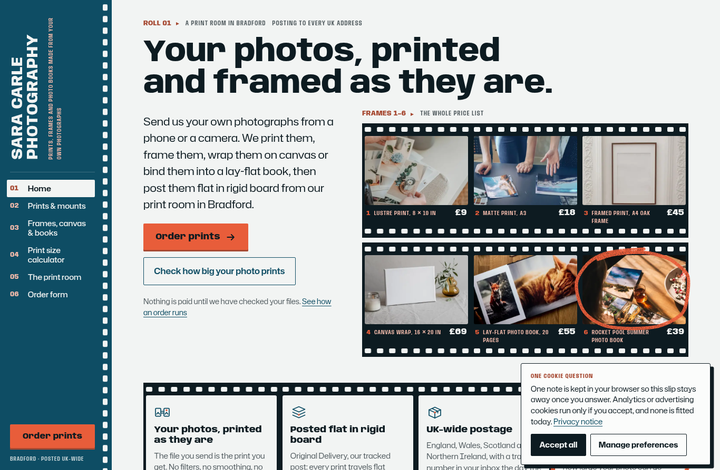 SARA CARLE
PHOTOGRAPHY
PRINTS, FRAMES AND PHOTO BOOKS MADE FROM YOUR
OWN PHOTOGRAPHS
01 Home
02 Prints & mounts
03 Frames, canvas
& books
04 Print size
calculator
05 The print room
06 Order form
Order prints
BRADFORD · POSTED UK-WIDE
ROLL 01 ▸ A PRINT ROOM IN BRADFORD POSTING TO EVERY UK ADDRESS
Your photos, printed
and framed as they are.
Send us your own photographs from a
phone or a camera. We print them,
frame them, wrap them on canvas or
bind them into a lay-flat book, then
post them flat in rigid board from our
print room in Bradford.
Order prints →
Check how big your photo prints
Nothing is paid until we have checked your files. See how
an order runs
FRAMES 1–6 ▸ THE WHOLE PRICE LIST
1 LUSTRE PRINT, 8 × 10 IN £9
2 MATTE PRINT, A3 £18
3 FRAMED PRINT, A4 OAK
FRAME £45
4 CANVAS WRAP, 16 × 20 IN £69
5 LAY-FLAT PHOTO BOOK, 20
PAGES £55
6 ROCKET POOL SUMMER
PHOTO BOOK £39
Your photos, printed
as they are
The file you send is the print you
get. No filters, no smoothing, no
Posted flat in rigid
board
Original Delivery, our tracked
post: every print travels flat
UK-wide postage
England, Wales, Scotland
Northern Ireland, with a
number in your inbox the
ONE COOKIE QUESTION
One note is kept in your browser so this slip stays
away once you answer. Analytics or advertising
cookies run only if you accept, and none is fitted
today. Privacy notice
Accept all
Manage preferences